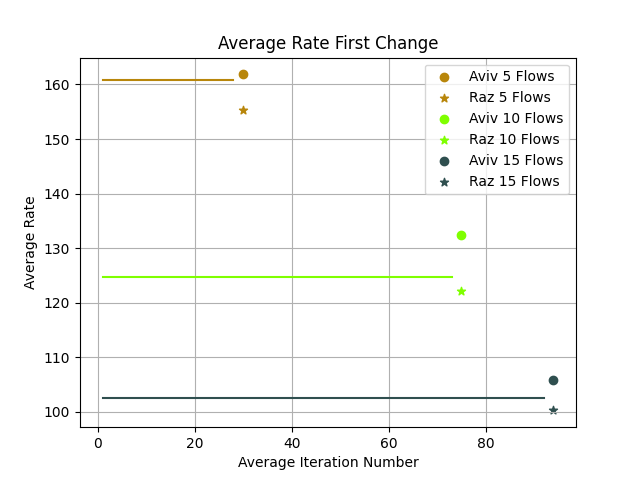 Average Rate First Change
Aviv 5 Flows
Raz 5 Flows
Aviv 10 Flows
Raz 10 Flows
Aviv 15 Flows
Raz 15 Flows
Average Rate
160
150
140
130
120
110
100
0 20 40 60 80
Average Iteration Number